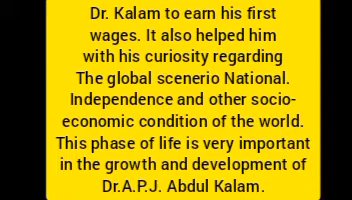 Dr. Kalam to earn his first
wages. It also helped him
with his curiosity regarding
The global scenerio National.
Independence and other socio-
economic condition of the world.
This phase of life is very important
in the growth and development of
Dr.A.P.J. Abdul Kalam.